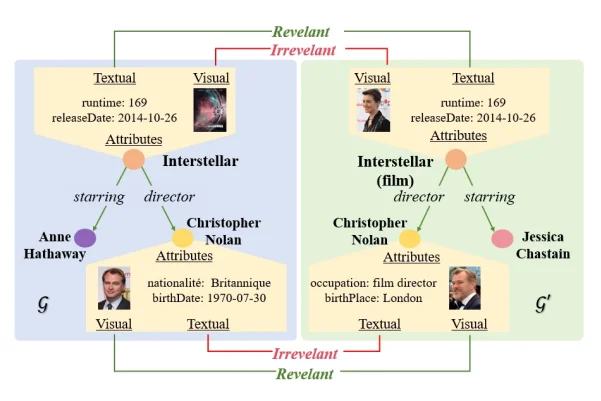 Revelant
Irrevelant
Textual
Visual
runtime: 169
releaseDate: 2014-10-26
Attributes
Interstellar
starring
director
Anne
Hathaway
Christopher
Nolan
Attributes
nationalité: Britannique
birthDate: 1970-07-30
Visual
Textual
G
Visual
Textual
runtime: 169
releaseDate: 2014-10-26
Attributes
Interstellar
(film)
director
starring
Christopher
Nolan
Jessica
Chastain
Attributes
occupation: film director
birthPlace: London
Textual
Visual
G'
Irrevelant
Revelant